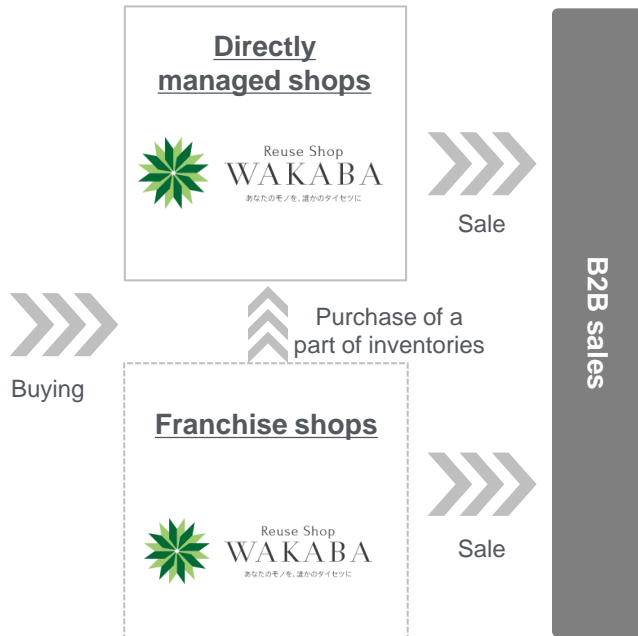 Directly
managed shops
Reuse Shop
WAKABA
あなたのモノを、誰かのタイセツに
Sale
Buying
Purchase of a
part of inventories
B2B sales
Franchise shops
Reuse Shop
WAKABA
あなたのモノを、誰かのタイセツに
Sale